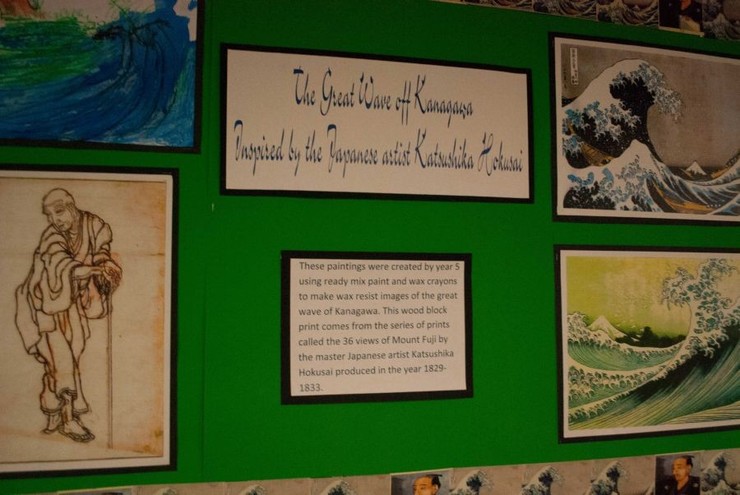 The Great Wave off Kanagawa
Inspired by the Japanese artist Katsushika Hokusai
These paintings were created by year 5
using ready mix paint and wax crayons
to make wax resist images of the great
wave of Kanagawa. This wood block
print comes from the series of prints
called the 36 views of Mount Fuji by
the master Japanese artist Katsushika
Hokusai produced in the year 1829-
1833.